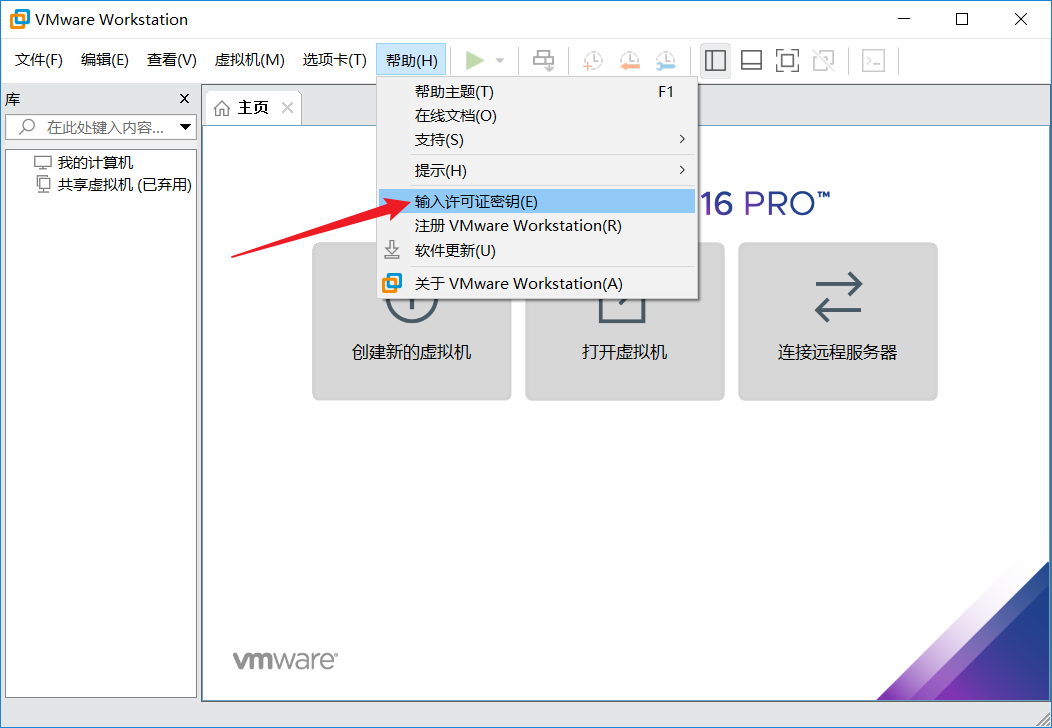 VMware Workstation
文件(F) 编辑(E) 查看(V) 虚拟机(M) 选项卡(T) 帮助(H)
库
在此处键入内容...
我的计算机
共享虚拟机 (已弃用)
主页
帮助主题(T) F1
在线文档(O)
支持(S)
提示(H)
输入许可证密钥(E)
注册 VMware Workstation(R)
软件更新(U)
关于 VMware Workstation(A)
16 PRO™
创建新的虚拟机 打开虚拟机 连接远程服务器
vmware®